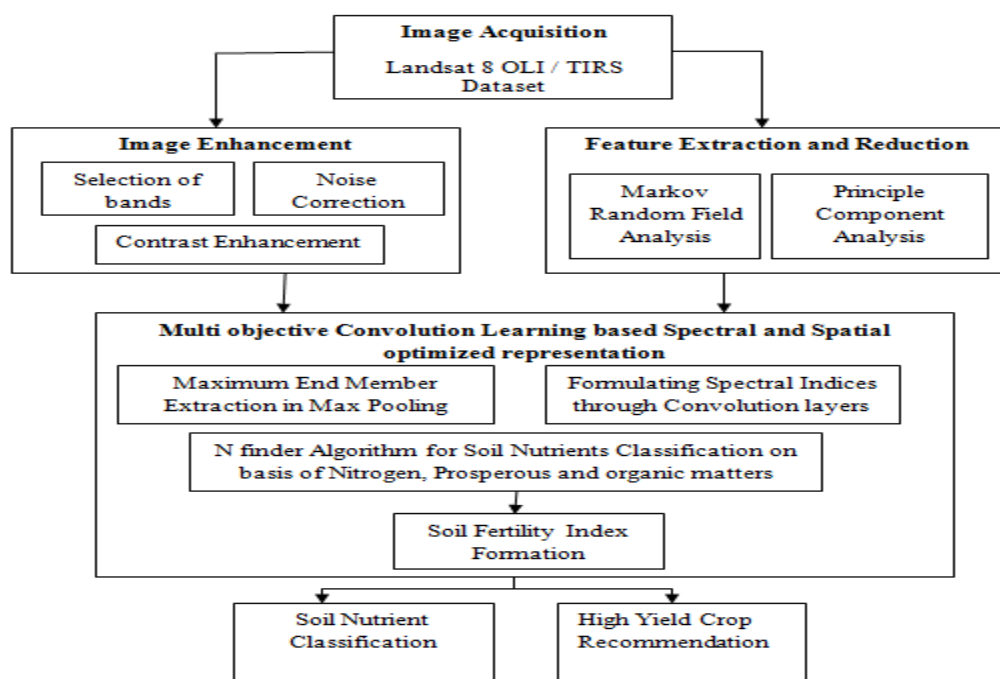 Image Acquisition
Landsat 8 OLI / TIRS
Dataset
Image Enhancement
Selection of
bands
Noise
Correction
Contrast Enhancement
Feature Extraction and Reduction
Markov
Random Field
Analysis
Principle
Component
Analysis
Multi objective Convolution Learning based Spectral and Spatial
optimized representation
Maximum End Member
Extraction in Max Pooling
Formulating Spectral Indices
through Convolution layers
N finder Algorithm for Soil Nutrients Classification on
basis of Nitrogen, Prosperous and organic matters
Soil Fertility Index
Formation
Soil Nutrient
Classification
High Yield Crop
Recommendation